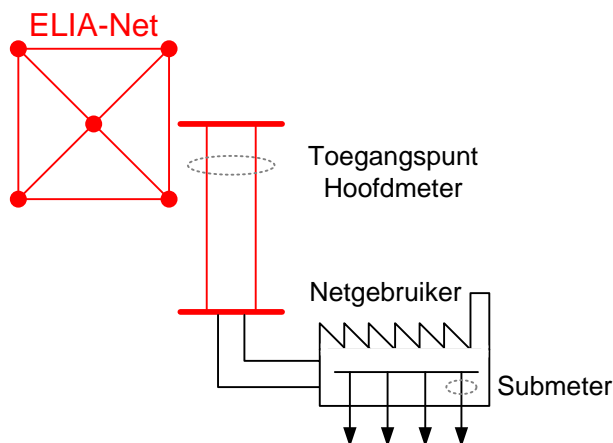 ELIA-Net
Toegangspunt
Hoofdmeter
Netgebruiker
Submeter